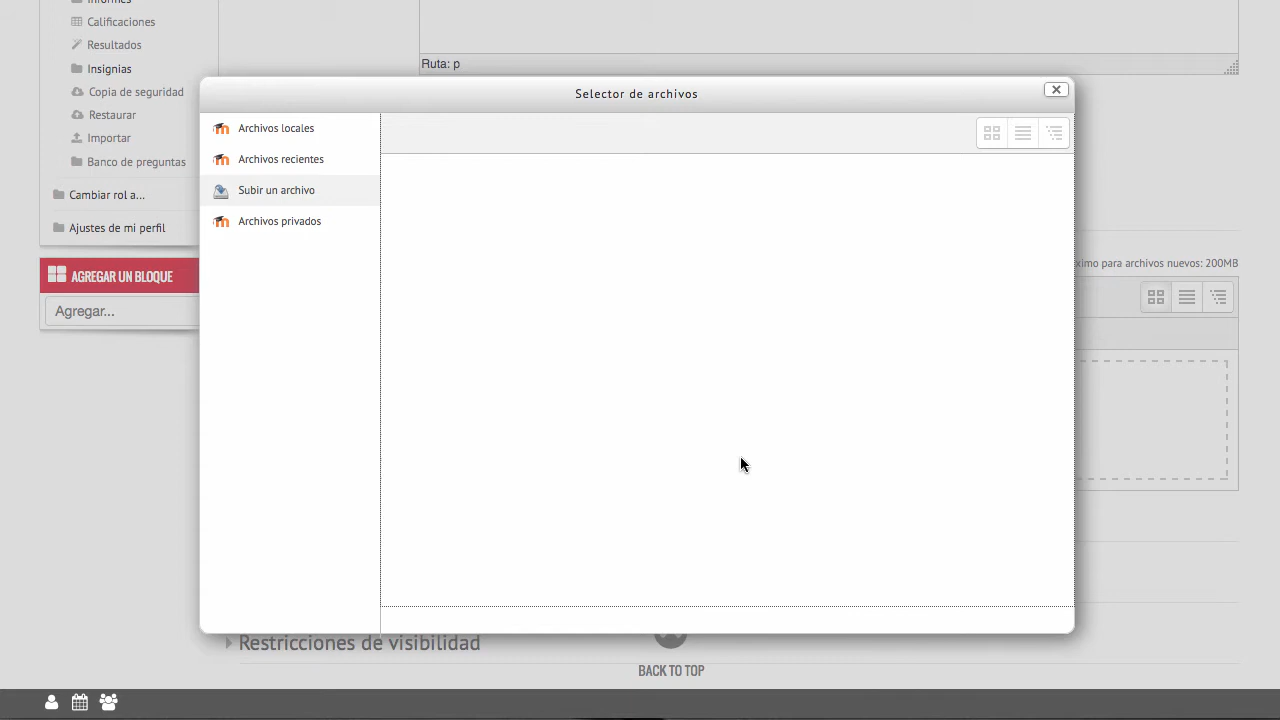 Informes
Calificaciones
Resultados
Insignias
Copia de seguridad
Restaurar
Importar
Banco de preguntas
Cambiar rol a...
Ajustes de mi perfil
AGREGAR UN BLOQUE
Agregar...
Ruta: p
Selector de archivos
Archivos locales
Archivos recientes
Subir un archivo
Archivos privados
ximo para archivos nuevos: 200MB
Restricciones de visibilidad
BACK TO TOP